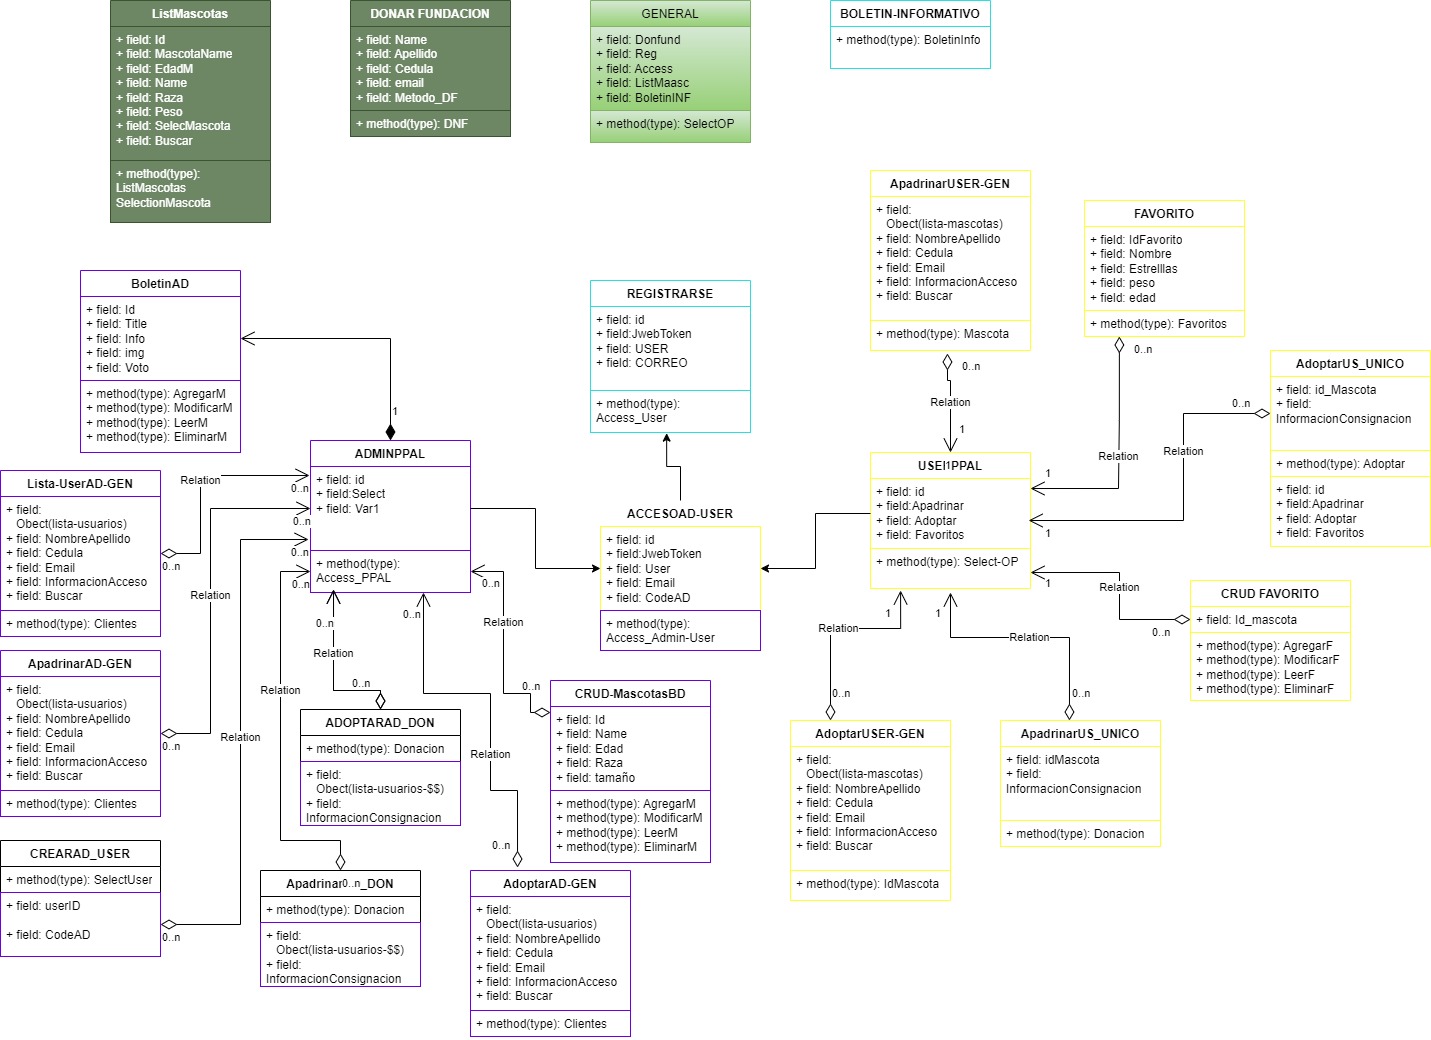 ListMascotas
+ field: Id
+ field: MascotaName
+ field: EdadM
+ field: Name
+ field: Raza
+ field: Peso
+ field: SelecMascota
+ field: Buscar
+ method(type):
ListMascotas
SelectionMascota
DONAR FUNDACION
+ field: Name
+ field: Apellido
+ field: Cedula
+ field: email
+ field: Metodo_DF
+ method(type): DNF
GENERAL
+ field: Donfund
+ field: Reg
+ field: Access
+ field: ListMaasc
+ field: BoletinINF
+ method(type): SelectOP
BOLETIN-INFORMATIVO
+ method(type): BoletinInfo
ApadrinarUSER-GEN
+ field:
Obect(lista-mascotas)
+ field: NombreApellido
+ field: Cedula
+ field: Email
+ field: InformacionAcceso
+ field: Buscar
+ method(type): Mascota
0..n
Relation
1
FAVORITO
+ field: IdFavorito
+ field: Nombre
+ field: Estrelllas
+ field: peso
+ field: edad
+ method(type): Favoritos
0..n
Relation
1
AdoptarUS_UNICO
+ field: id_Mascota
+ field:
InformacionConsignacion
+ method(type): Adoptar
+ field: id
+ field:Apadrinar
+ field: Adoptar
+ field: Favoritos
0..n
Relation
1
BoletinAD
+ field: Id
+ field: Title
+ field: Info
+ field: img
+ field: Voto
+ method(type): AgregarM
+ method(type): ModificarM
+ method(type): LeerM
+ method(type): EliminarM
1
REGISTRARSE
+ field: id
+ field:JwebToken
+ field: USER
+ field: CORREO
+ method(type):
Access_User
ADMINPPAL
+ field: id
+ field:Select
+ field: Var1
+ method(type):
Access_PPAL
ACCESOAD-USER
+ field: id
+ field:JwebToken
+ field: User
+ field: Email
+ field: CodeAD
+ method(type):
Access_Admin-User
PPAL
+ field: id
+ field:Apadrinar
+ field: Adoptar
+ field: Favoritos
+ method(type): Select-OP
Lista-UserAD-GEN
+ field:
Obect(lista-usuarios)
+ field: NombreApellido
+ field: Cedula
+ field: Email
+ field: InformacionAcceso
+ field: Buscar
+ method(type): Clientes
Relation
0..n
0..n
ApadrinarAD-GEN
+ field:
Obect(lista-usuarios)
+ field: NombreApellido
+ field: Cedula
+ field: Email
+ field: InformacionAcceso
+ field: Buscar
+ method(type): Clientes
Relation
0..n
0..n
CREARAD_USER
+ method(type): SelectUser
+ field: userID
+ field: CodeAD
Relation
0..n
0..n
ADOPTARAD_DON
+ method(type): Donacion
+ field:
Obect(lista-usuarios-$$)
+ field:
InformacionConsignacion
0..n
Relation
0..n
Apadrinar
0..n
_DON
+ method(type): Donacion
+ field:
Obect(lista-usuarios-$$)
+ field:
InformacionConsignacion
Relation
0..n
AdoptarAD-GEN
+ field:
Obect(lista-usuarios)
+ field: NombreApellido
+ field: Cedula
+ field: Email
+ field: InformacionAcceso
+ field: Buscar
+ method(type): Clientes
0..n
Relation
0..n
CRUD-MascotasBD
+ field: Id
+ field: Name
+ field: Edad
+ field: Raza
+ field: tamaño
+ method(type): AgregarM
+ method(type): ModificarM
+ method(type): LeerM
+ method(type): EliminarM
0..n
Relation
0..n
AdoptarUSER-GEN
+ field:
Obect(lista-mascotas)
+ field: NombreApellido
+ field: Cedula
+ field: Email
+ field: InformacionAcceso
+ field: Buscar
+ method(type): IdMascota
1
Relation
0..n
ApadrinarUS_UNICO
+ field: idMascota
+ field:
InformacionConsignacion
+ method(type): Donacion
1
Relation
0..n
CRUD FAVORITO
+ field: Id_mascota
+ method(type): AgregarF
+ method(type): ModificarF
+ method(type): LeerF
+ method(type): EliminarF
1
Relation
0..n